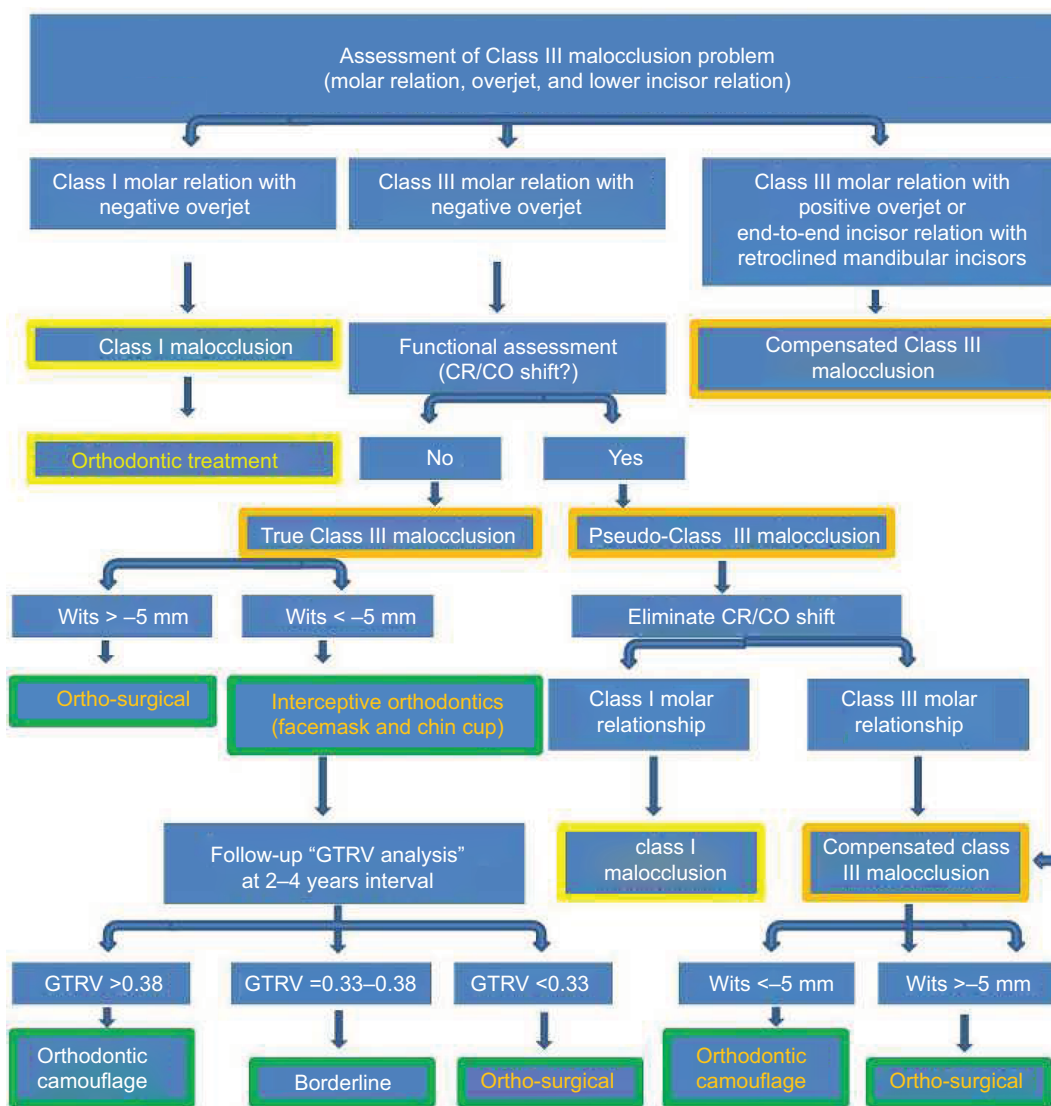 Assessment of Class III malocclusion problem
(molar relation, overjet, and lower incisor relation)
Class I molar relation with
negative overjet
Class III molar relation with
negative overjet
Class III molar relation with
positive overjet or
end-to-end incisor relation with
retroclined mandibular incisors
Class I malocclusion
Functional assessment
(CR/CO shift?)
Compensated Class III
malocclusion
Orthodontic treatment
No
Yes
True Class III malocclusion
Pseudo-Class III malocclusion
Wits > –5 mm
Wits < –5 mm
Eliminate CR/CO shift
Ortho-surgical
Interceptive orthodontics
(facemask and chin cup)
Class I molar
relationship
Class III molar
relationship
Follow-up “GTRV analysis”
at 2–4 years interval
class I
malocclusion
Compensated class
III malocclusion
GTRV >0.38
GTRV =0.33–0.38
GTRV <0.33
Wits <–5 mm
Wits >–5 mm
Orthodontic
camouflage
Borderline
Ortho-surgical
Orthodontic
camouflage
Ortho-surgical